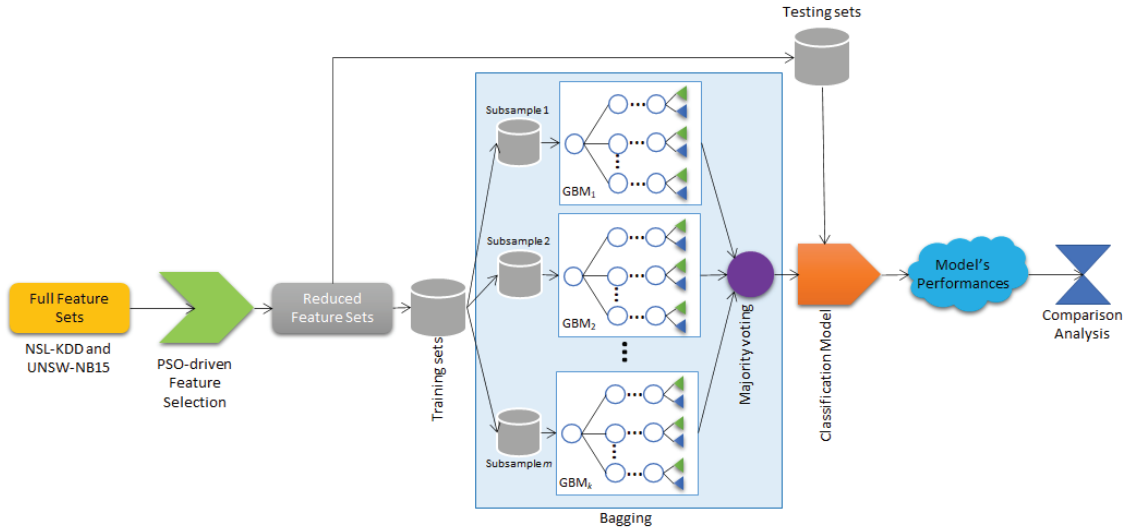 Testing sets
Subsample 1
GBM1
Subsample 2
GBM2
Subsample m
GBMk
Full Feature
Sets
NSL-KDD and
UNSW-NB15
PSO-driven
Feature
Selection
Reduced
Feature Sets
Training sets
Majority voting
Classification Model
Model's
Performances
Comparison
Analysis
Bagging